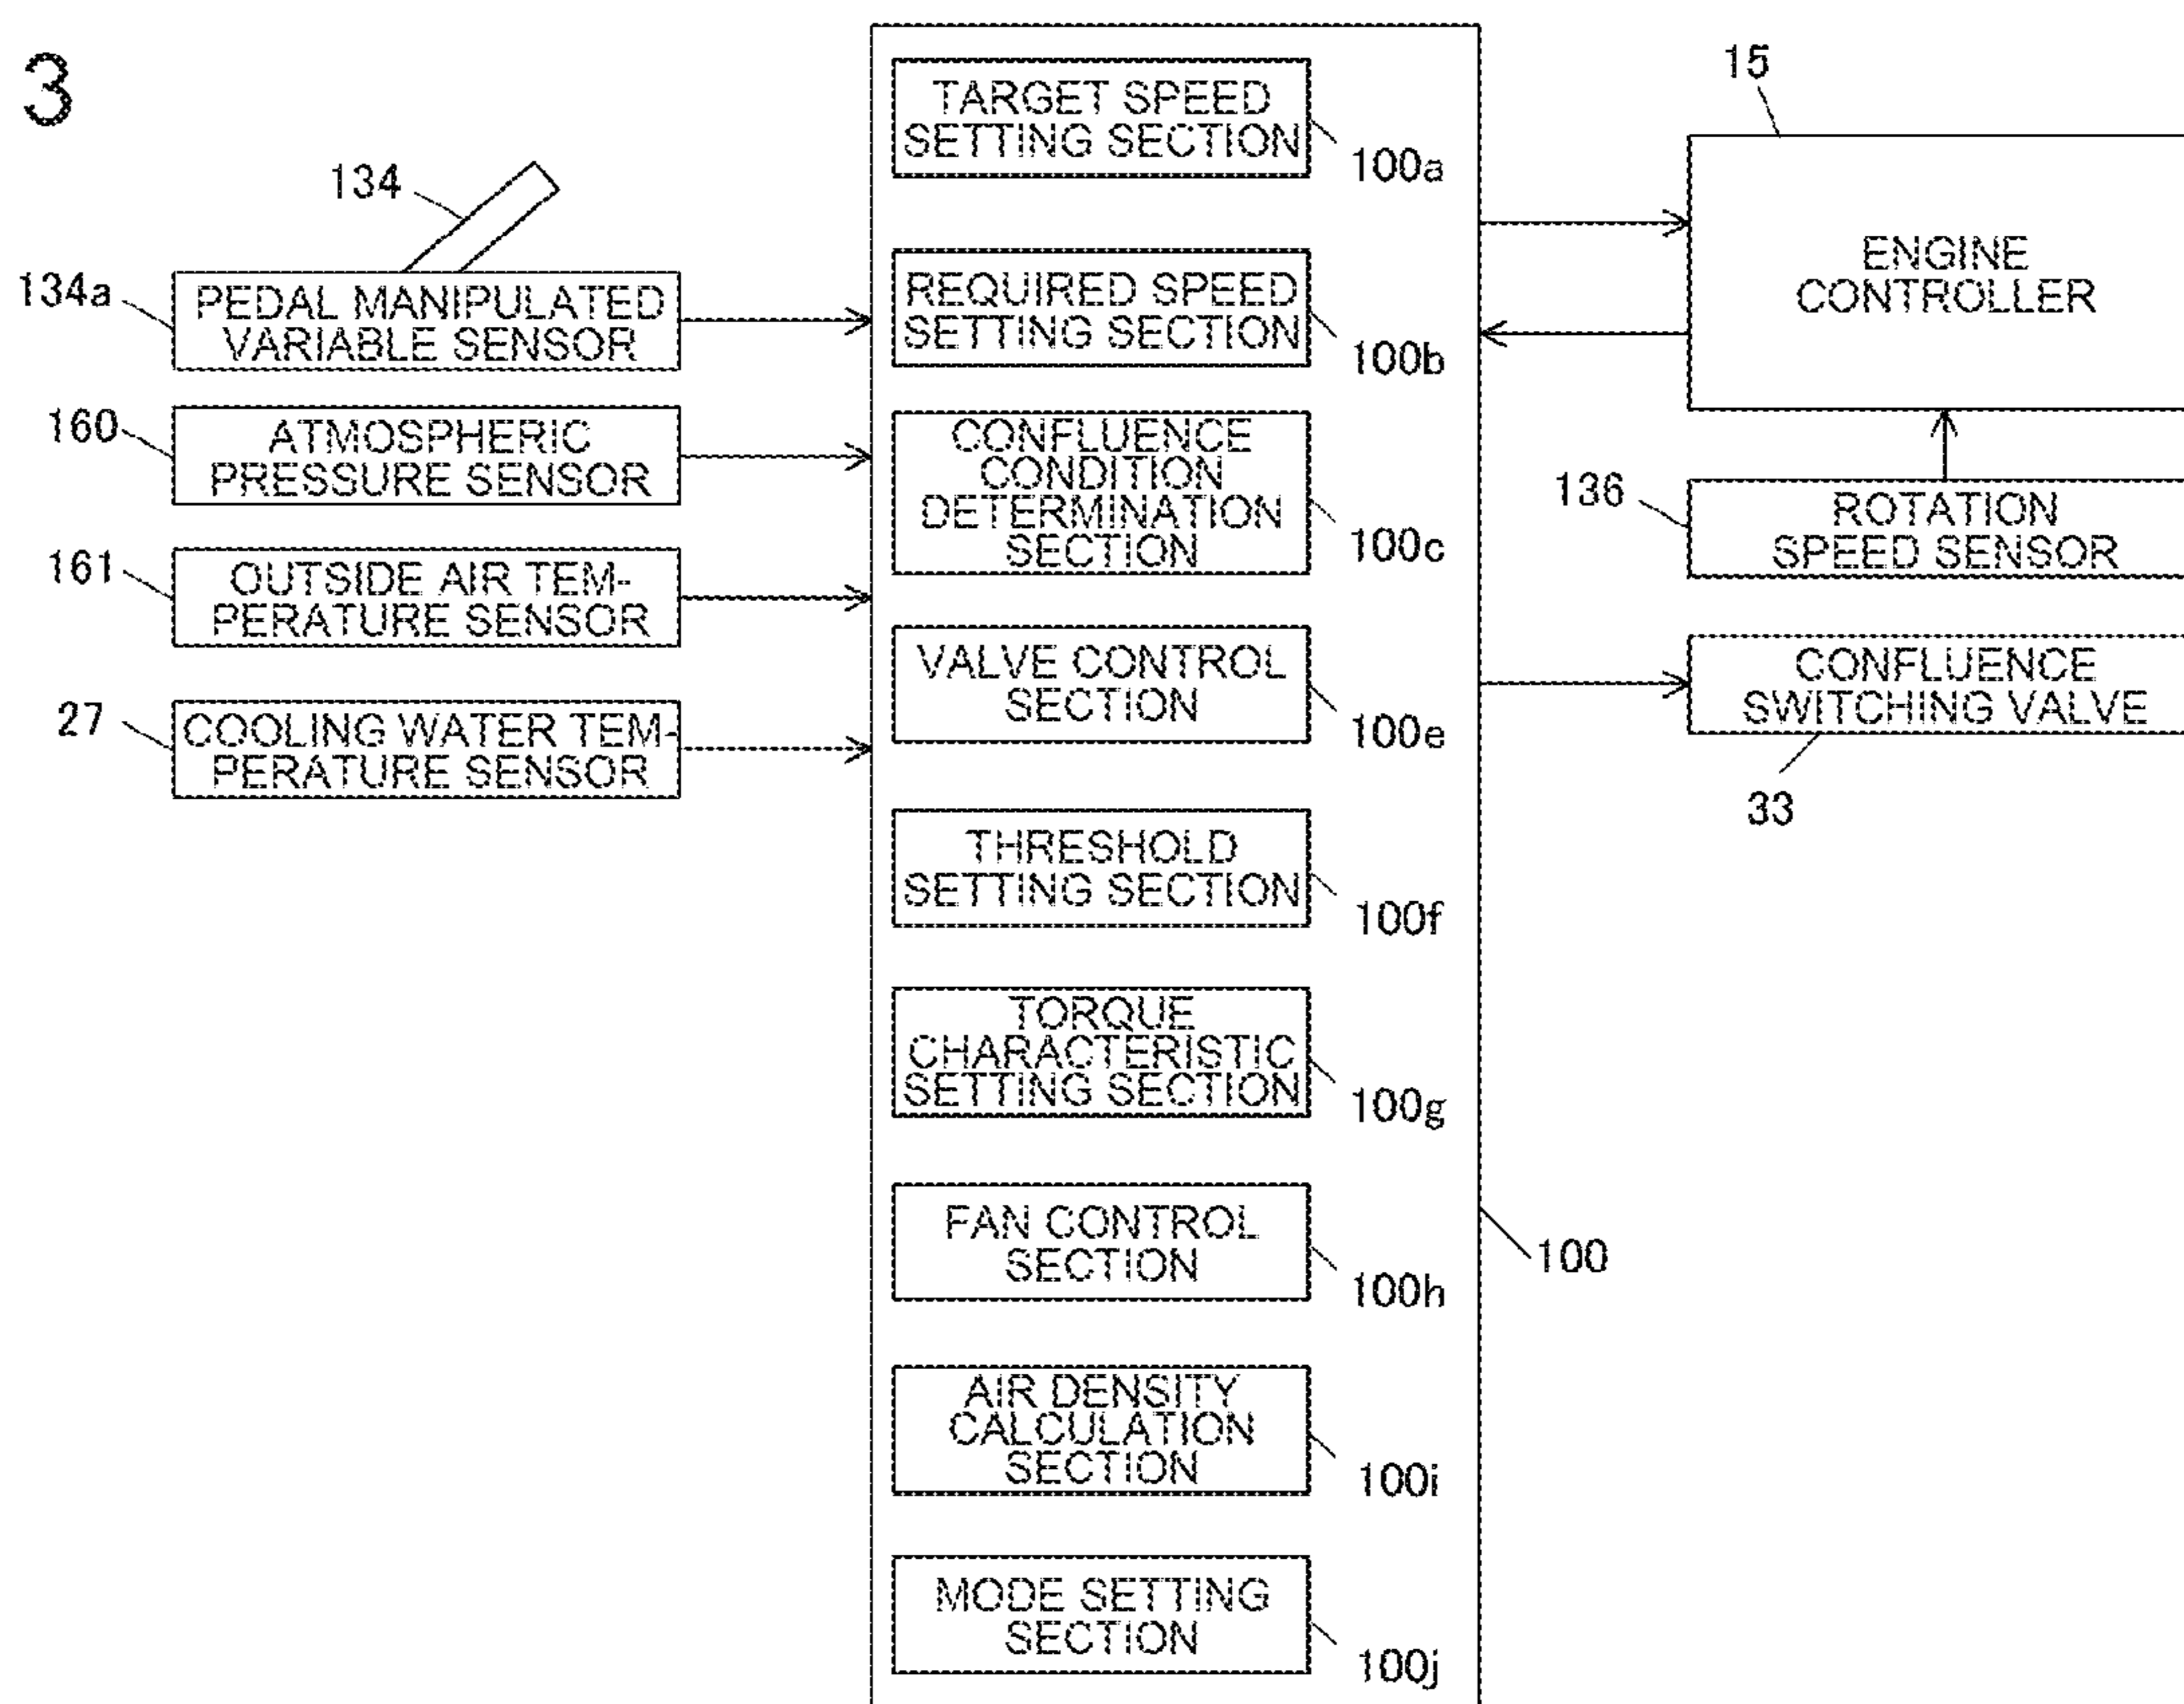 3
134
134a
PEDAL MANIPULATED
VARIABLE SENSOR
160
ATMOSPHERIC
PRESSURE SENSOR
161
OUTSIDE AIR TEM-
PERATURE SENSOR
27
COOLING WATER TEM-
PERATURE SENSOR
TARGET SPEED
SETTING SECTION
100a
REQUIRED SPEED
SETTING SECTION
100b
CONFLUENCE
CONDITION
DETERMINATION
SECTION
100c
VALVE CONTROL
SECTION
100e
THRESHOLD
SETTING SECTION
100f
TORQUE
CHARACTERISTIC
SETTING SECTION
100g
FAN CONTROL
SECTION
100h
AIR DENSITY
CALCULATION
SECTION
100i
MODE SETTING
SECTION
100j
100
15
ENGINE
CONTROLLER
136
ROTATION
SPEED SENSOR
CONFLUENCE
SWITCHING VALVE
33